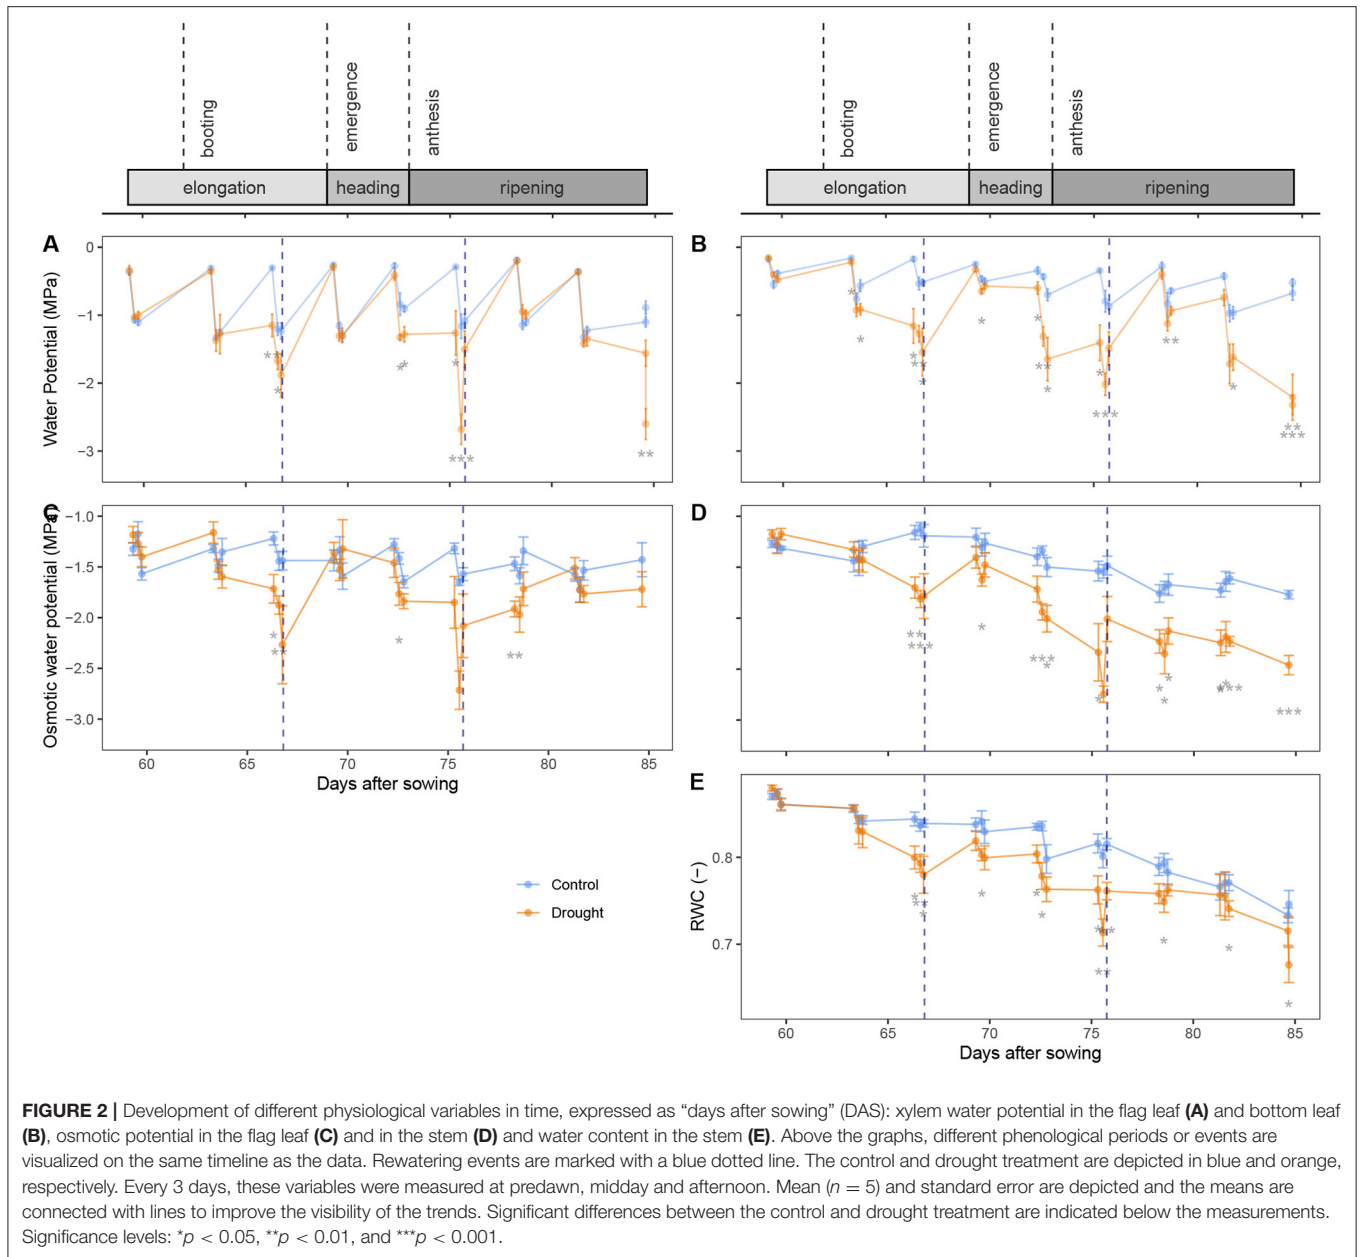 booting
emergence
anthesis
booting
emergence
anthesis
elongation heading ripening
elongation heading ripening
A
B
0
−1
−2
−3
Water Potential (MPa)
** * ** * *** **
* * * ** * * * ** * * *** ** * ** ***
C
D
−1.0
−1.5
−2.0
−2.5
−3.0
Osmotic water potential (MPa)
* ** * **
** *** * *** * * * * * * * *** ***
60 65 70 75 80 85
Days after sowing
E
0.8
0.7
RWC (−)
* ** * * * * *** ** * * *
60 65 70 75 80 85
Days after sowing
Control
Drought
FIGURE 2 | Development of different physiological variables in time, expressed as “days after sowing” (DAS): xylem water potential in the flag leaf (A) and bottom leaf
(B), osmotic potential in the flag leaf (C) and in the stem (D) and water content in the stem (E). Above the graphs, different phenological periods or events are
visualized on the same timeline as the data. Rewatering events are marked with a blue dotted line. The control and drought treatment are depicted in blue and orange,
respectively. Every 3 days, these variables were measured at predawn, midday and afternoon. Mean (n = 5) and standard error are depicted and the means are
connected with lines to improve the visibility of the trends. Significant differences between the control and drought treatment are indicated below the measurements.
Significance levels: *p < 0.05, **p < 0.01, and ***p < 0.001.